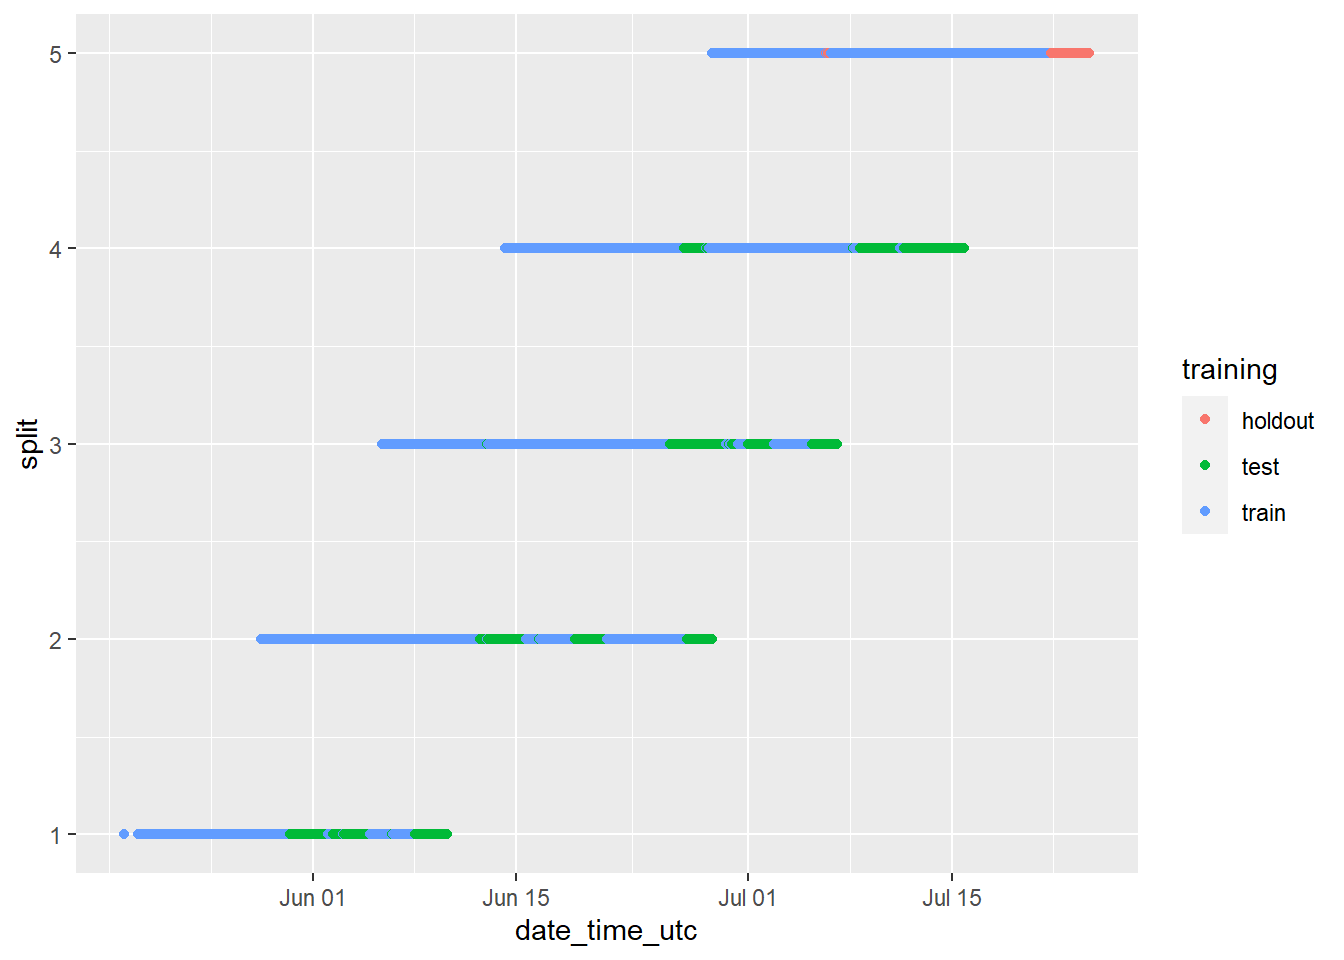 5
4
3
2
1
split
Jun 01
Jun 15
Jul 01
Jul 15
date_time_utc
training
holdout
test
train